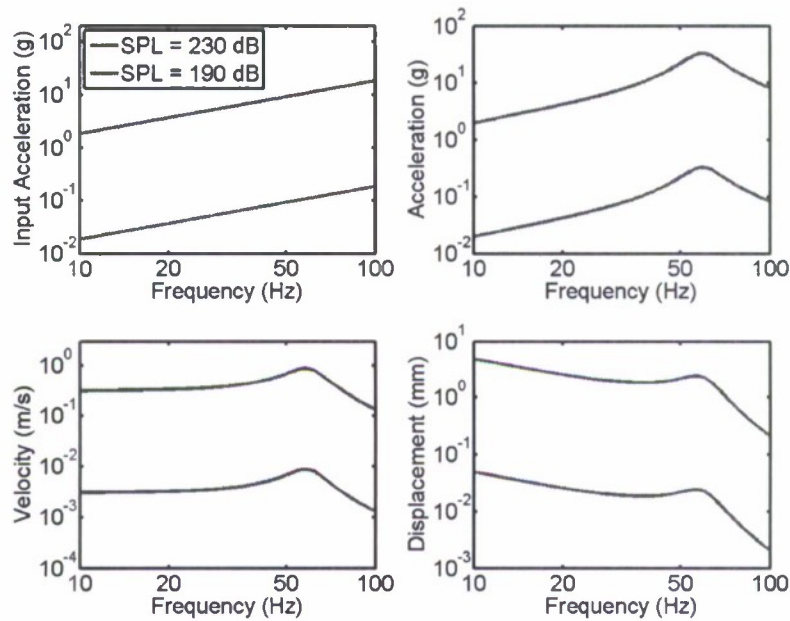 SPL = 230 dB
SPL = 190 dB
Input Acceleration (g)
10^2
10^1
10^0
10^-1
10^-2
10 20 50 100
Frequency (Hz)
Acceleration (g)
10^2
10^1
10^0
10^-1
10^-2
10 20 50 100
Frequency (Hz)
Velocity (m/s)
10^0
10^-1
10^-2
10^-3
10^-4
10 20 50 100
Frequency (Hz)
Displacement (mm)
10^1
10^0
10^-1
10^-2
10^-3
10 20 50 100
Frequency (Hz)